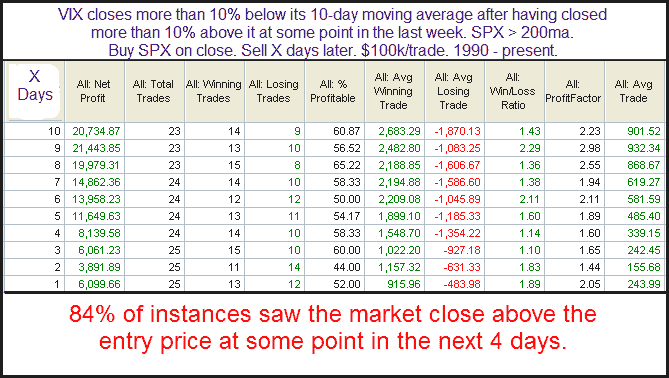 VIX closes more than 10% below its 10-day moving average after having closed
more than 10% above it at some point in the last week. SPX > 200ma.
Buy SPX on close. Sell X days later. $100k/trade. 1990 - present.
X Days All: Net Profit All: Total Trades All: Winning Trades All: Losing Trades All: % Profitable All: Avg Winning Trade All: Avg Losing Trade All: Win/Loss Ratio All: ProfitFactor All: Avg Trade
10 20,734.87 23 14 9 60.87 2,683.29 -1,870.13 1.43 2.23 901.52
9 21,443.85 23 13 10 56.52 2,482.80 -1,083.25 2.29 2.98 932.34
8 19,979.31 23 15 8 65.22 2,188.85 -1,606.67 1.36 2.55 868.67
7 14,862.36 24 14 10 58.33 2,194.88 -1,586.60 1.38 1.94 619.27
6 13,958.23 24 12 12 50.00 2,209.08 -1,045.89 2.11 2.11 581.59
5 11,649.63 24 13 11 54.17 1,899.10 -1,185.33 1.60 1.89 485.40
4 8,139.58 24 14 10 58.33 1,548.70 -1,354.22 1.14 1.60 339.15
3 6,061.23 25 15 10 60.00 1,022.20 -927.18 1.10 1.65 242.45
2 3,891.89 25 11 14 44.00 1,157.32 -631.33 1.83 1.44 155.68
1 6,099.66 25 13 12 52.00 915.96 -483.98 1.89 2.05 243.99
84% of instances saw the market close above the
entry price at some point in the next 4 days.